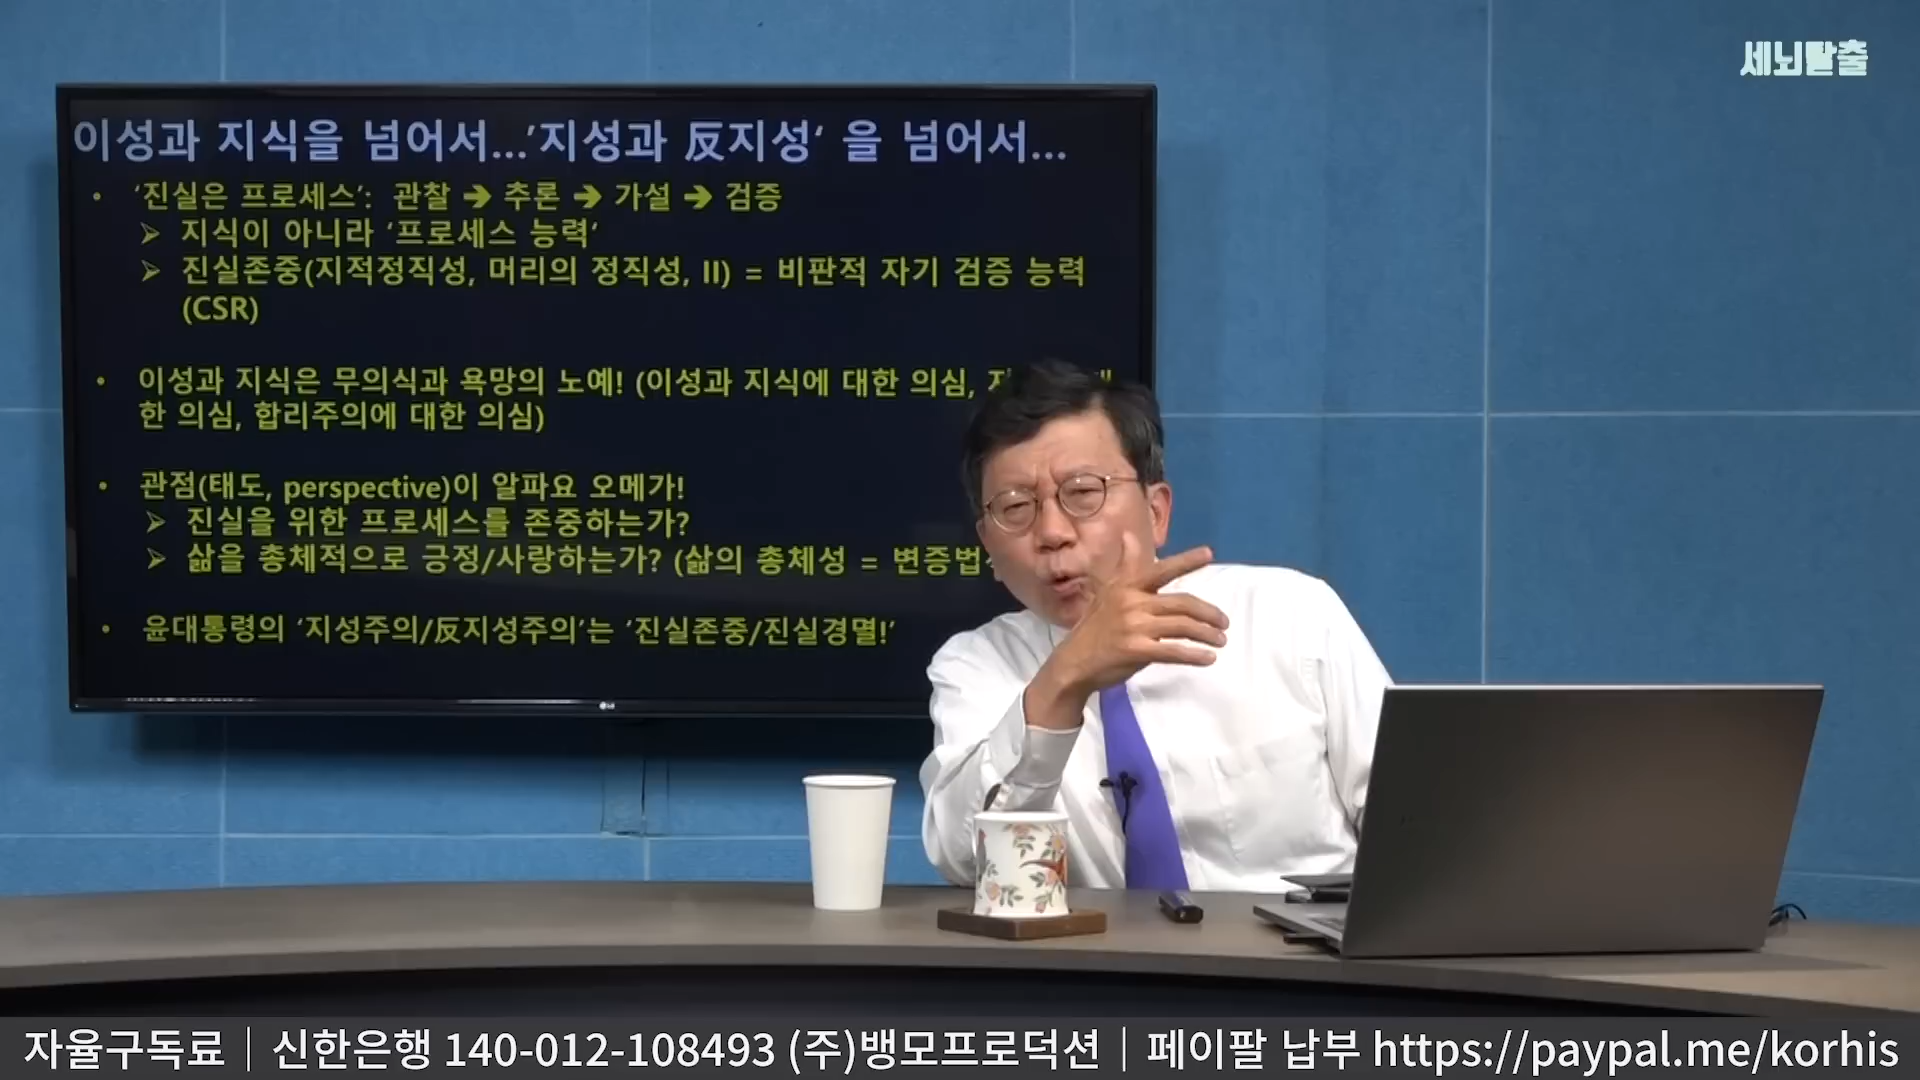 세뇌탈출
이성과 지식을 넘어서...’지성과 反지성‘ 을 넘어서...
• ‘진실은 프로세스’: 관찰 ➔ 추론 ➔ 가설 ➔ 검증
➢ 지식이 아니라 ‘프로세스 능력‘
➢ 진실존중(지적정직성, 머리의 정직성, II) = 비판적 자기 검증 능력
(CSR)
• 이성과 지식은 무의식과 욕망의 노예! (이성과 지식에 대한 의심,
한 의심, 합리주의에 대한 의심)
• 관점(태도, perspective)이 알파요 오메가!
➢ 진실을 위한 프로세스를 존중하는가?
➢ 삶을 총체적으로 긍정/사랑하는가? (삶의 총체성 = 변증법
• 윤대통령의 ‘지성주의/反지성주의’는 ‘진실존중/진실경멸!’
LG
자율구독료│신한은행 140-012-108493 (주)뱅모프로덕션│페이팔 납부 https://paypal.me/korhis